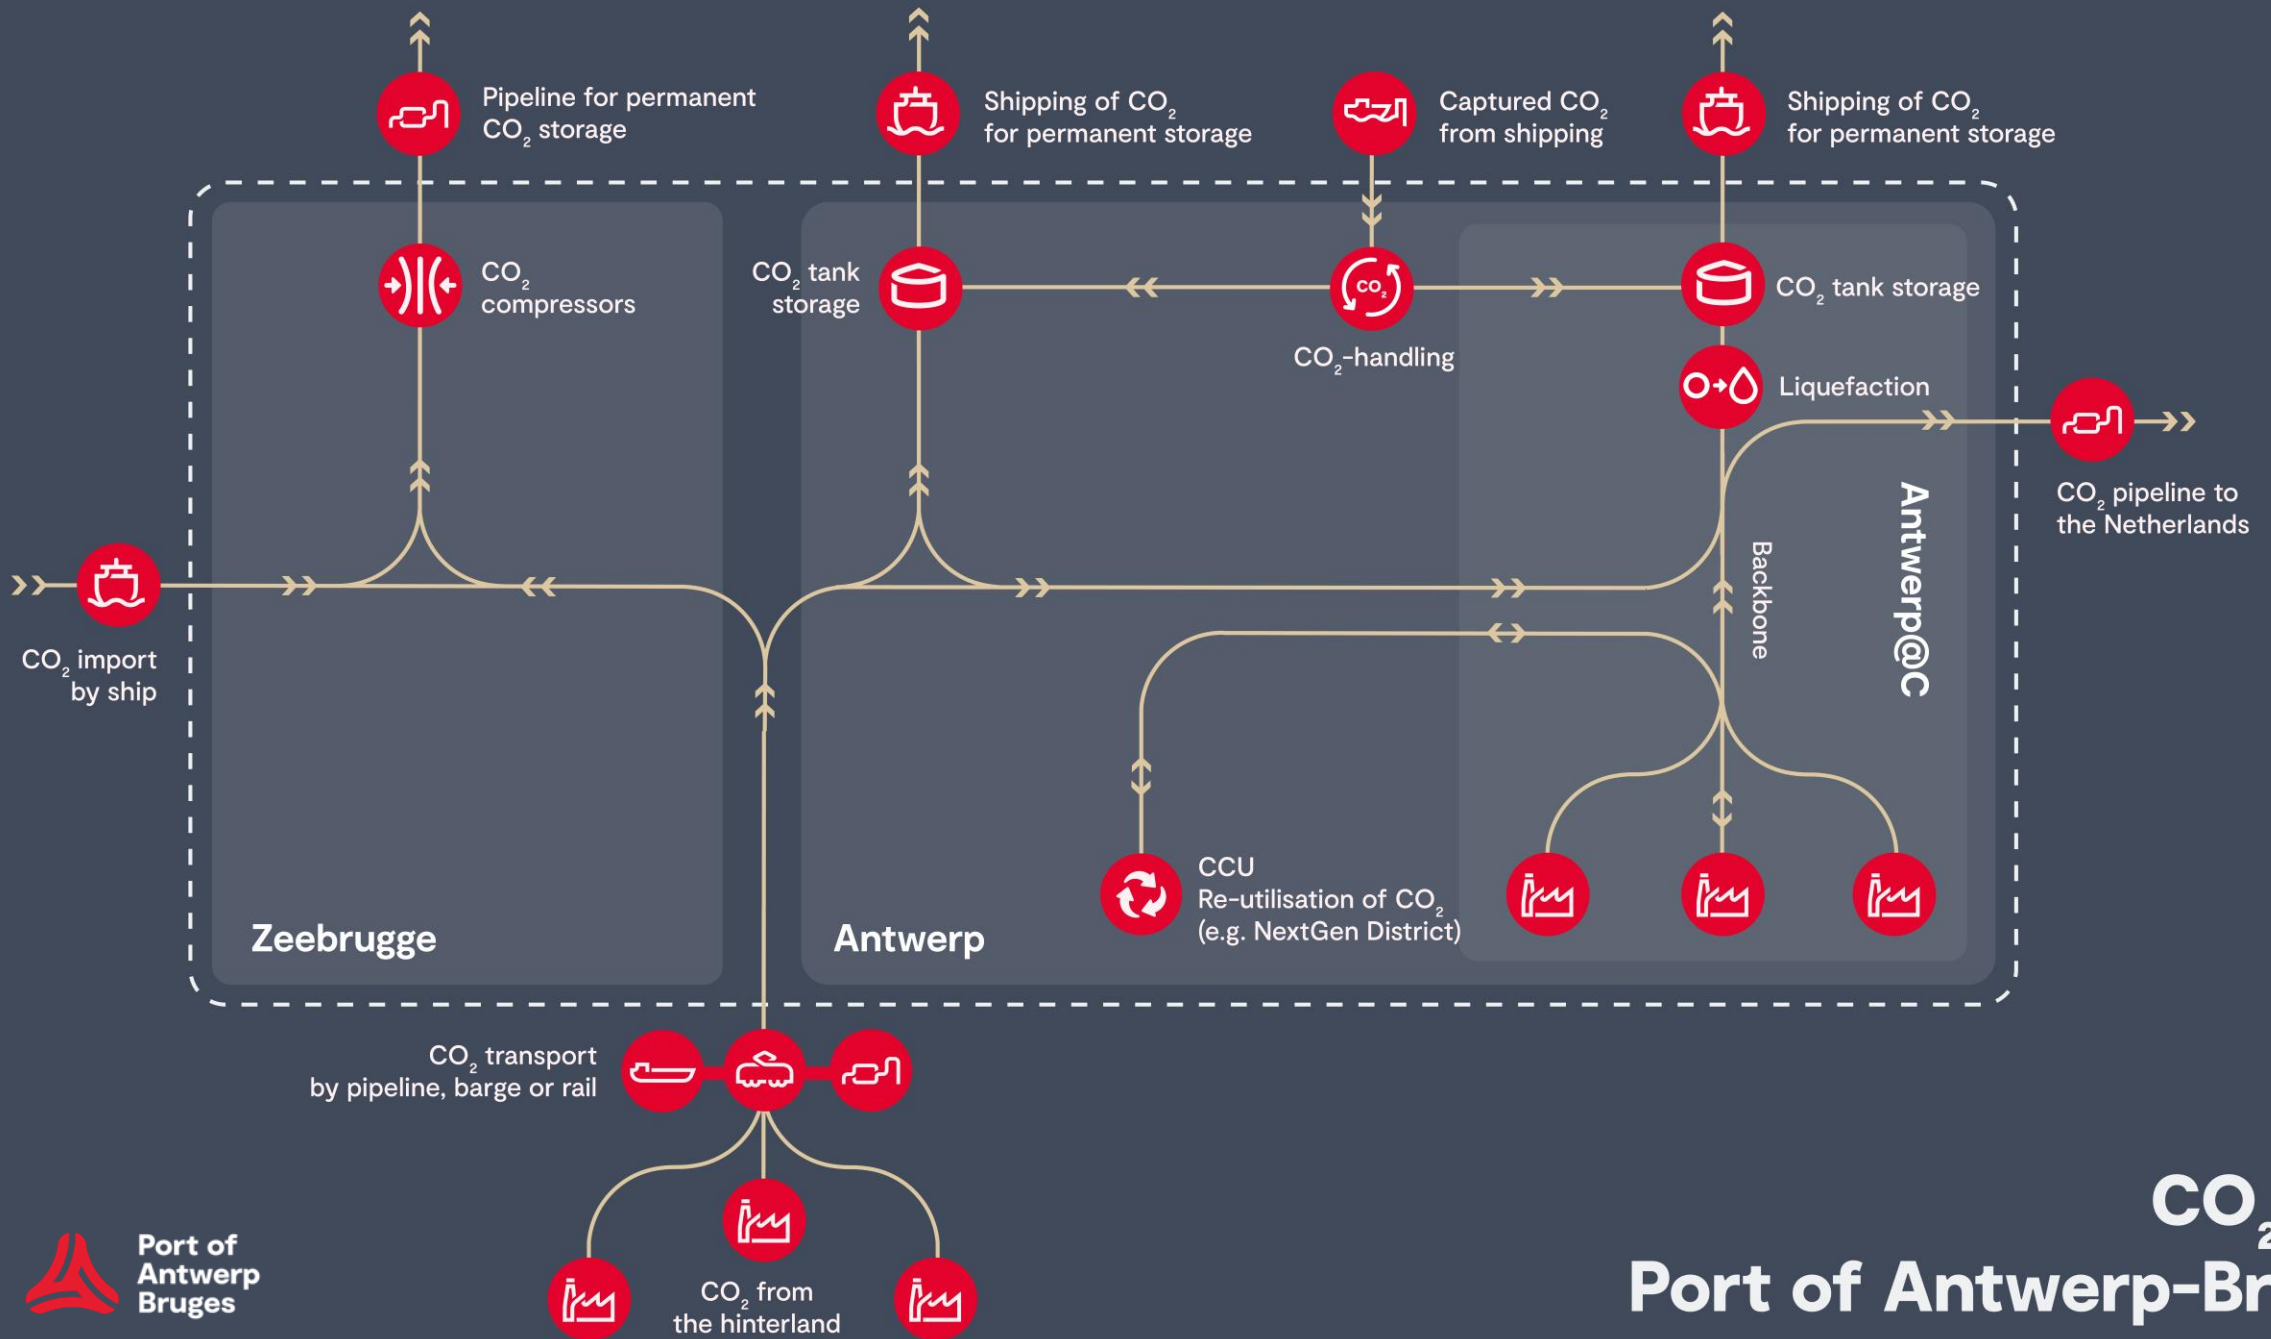 Pipeline for permanent
CO₂ storage
Shipping of CO₂
for permanent storage
Captured CO₂
from shipping
Shipping of CO₂
for permanent storage
CO₂
compressors
CO₂ tank
storage
CO₂
CO₂-handling
CO₂ tank storage
Liquefaction
CO₂ pipeline to
the Netherlands
Antwerp@C
Backbone
CO₂ import
by ship
CCU
Re-utilisation of CO₂
(e.g. NextGen District)
Zeebrugge
Antwerp
CO₂ transport
by pipeline, barge or rail
CO₂ from
the hinterland
Port of
Antwerp
Bruges
CO₂
Port of Antwerp-Br